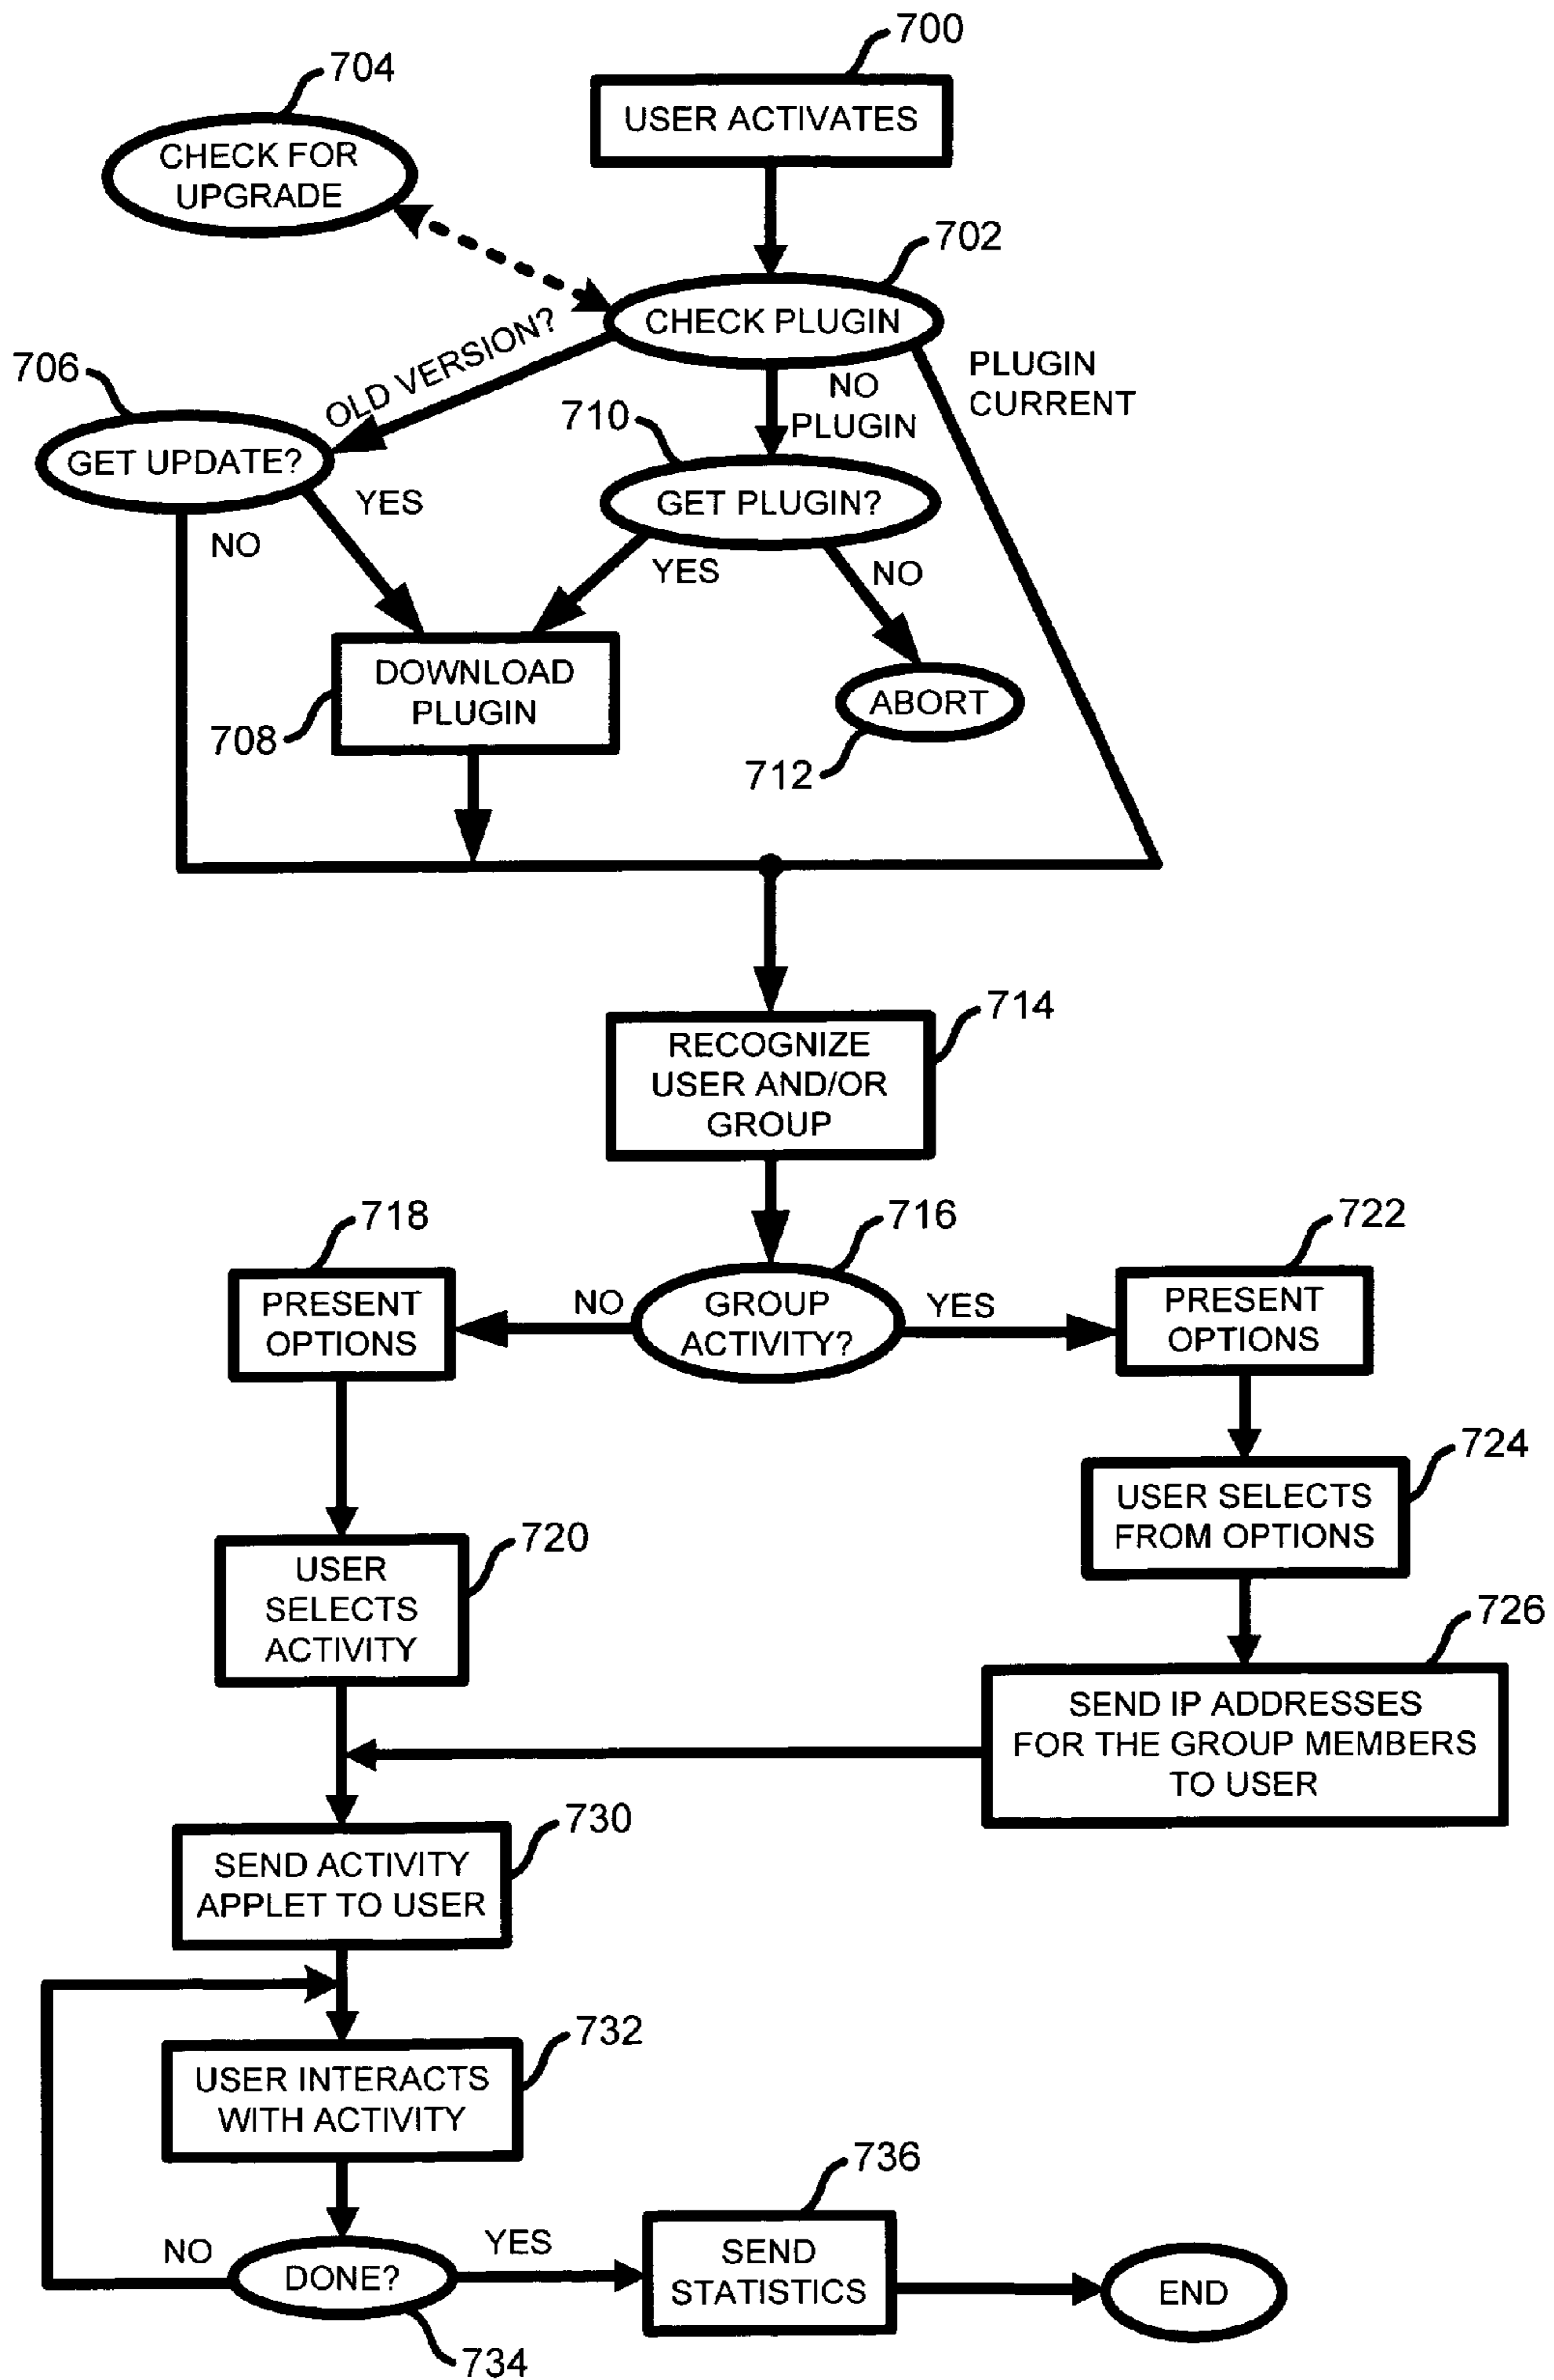 700
704
USER ACTIVATES
CHECK FOR
UPGRADE
702
CHECK PLUGIN
OLD VERSION?
706
PLUGIN
CURRENT
NO
PLUGIN
710
GET UPDATE?
YES
GET PLUGIN?
NO
YES
NO
DOWNLOAD
PLUGIN
708
ABORT
712
714
RECOGNIZE
USER AND/OR
GROUP
718
716
722
PRESENT
OPTIONS
NO
GROUP
ACTIVITY?
YES
PRESENT
OPTIONS
724
USER SELECTS
FROM OPTIONS
720
USER
SELECTS
ACTIVITY
726
SEND IP ADDRESSES
FOR THE GROUP MEMBERS
TO USER
730
SEND ACTIVITY
APPLET TO USER
732
USER INTERACTS
WITH ACTIVITY
736
NO
DONE?
YES
SEND
STATISTICS
END
734